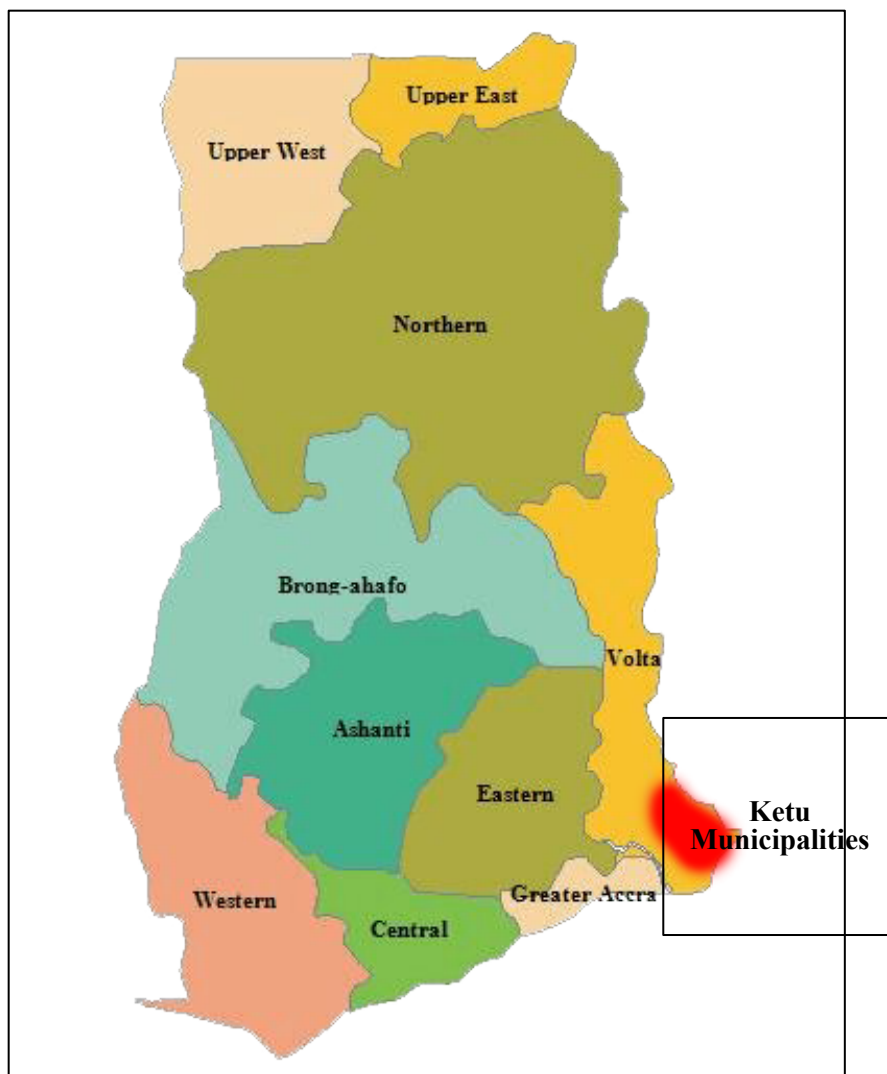 Upper East
Upper West
Northern
Brong-ahafo
Volta
Ashanti
Eastern
Ketu
Municipalities
Western
Greater Accra
Central